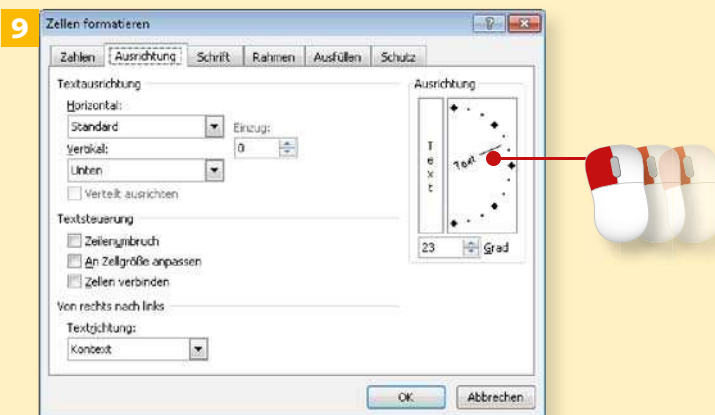 9
Zellen formatieren
Zahlen Ausrichtung Schrift Rahmen Ausfüllen Schutz
Textausrichtung
Horizontal:
Standard
Einzug:
0
Vertikal:
Unten
Verteilt ausrichten
Textsteuerung
Zeilenumbruch
An Zellgröße anpassen
Zellen verbinden
Von rechts nach links
Textrichtung:
Kontext
Ausrichtung
Text
Text
23 Grad
OK Abbrechen